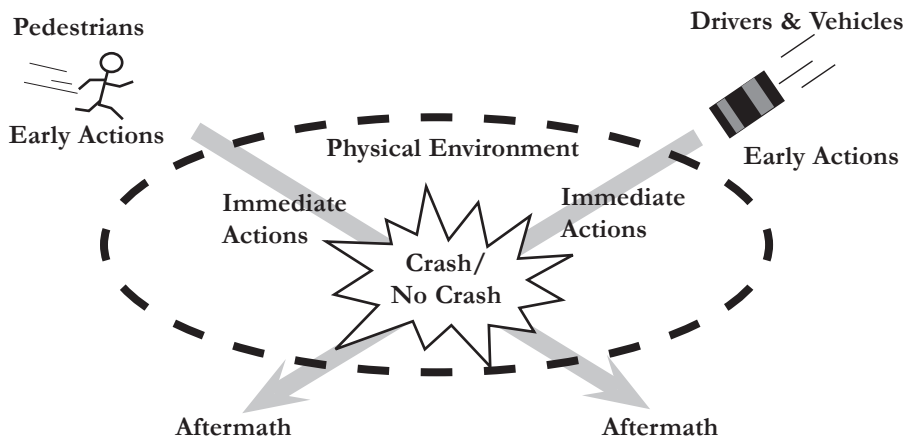 Pedestrians
Drivers & Vehicles
Early Actions
Physical Environment
Early Actions
Immediate
Actions
Immediate
Actions
Crash/
No Crash
Aftermath
Aftermath